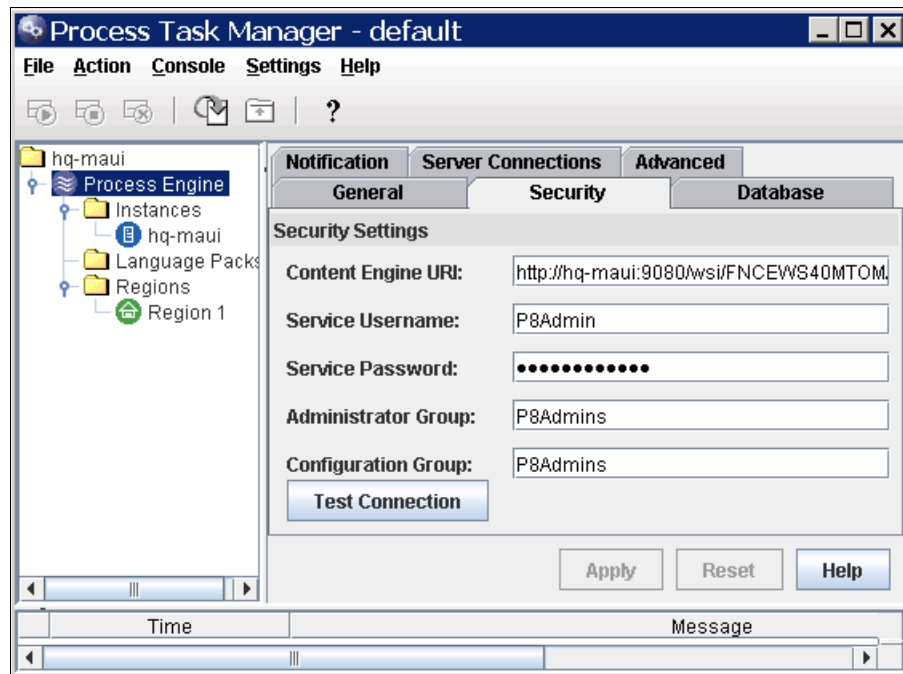 Process Task Manager - default
File Action Console Settings Help
?
hq-maui
Process Engine
Instances
hq-maui
Language Packs
Regions
Region 1
Notification Server Connections Advanced
General Security Database
Security Settings
Content Engine URI: http://hq-maui:9080/wsi/FNCEWS40MTOM/
Service Username: P8Admin
Service Password: ••••••••••••
Administrator Group: P8Admins
Configuration Group: P8Admins
Test Connection
Apply Reset Help
Time Message